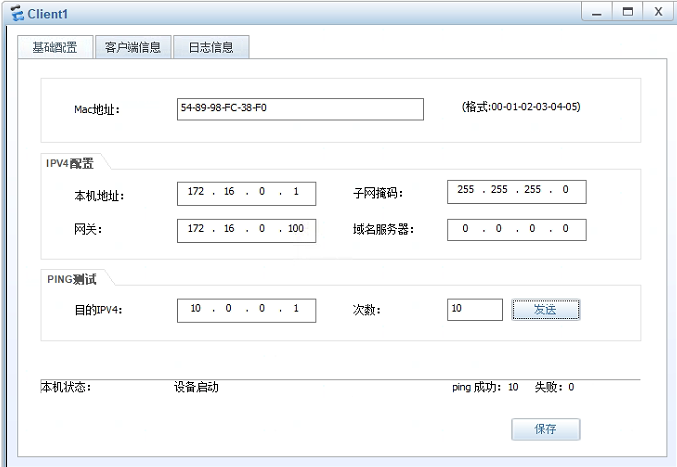 Client1
基础配置 客户端信息 日志信息
Mac地址: 54-89-98-FC-38-F0 (格式:00-01-02-03-04-05)
IPV4配置
本机地址: 172 . 16 . 0 . 1 子网掩码: 255 . 255 . 255 . 0
网关: 172 . 16 . 0 . 100 域名服务器: 0 . 0 . 0 . 0
PING测试
目的IPV4: 10 . 0 . 0 . 1 次数: 10 发送
本机状态: 设备启动 ping 成功: 10 失败: 0
保存